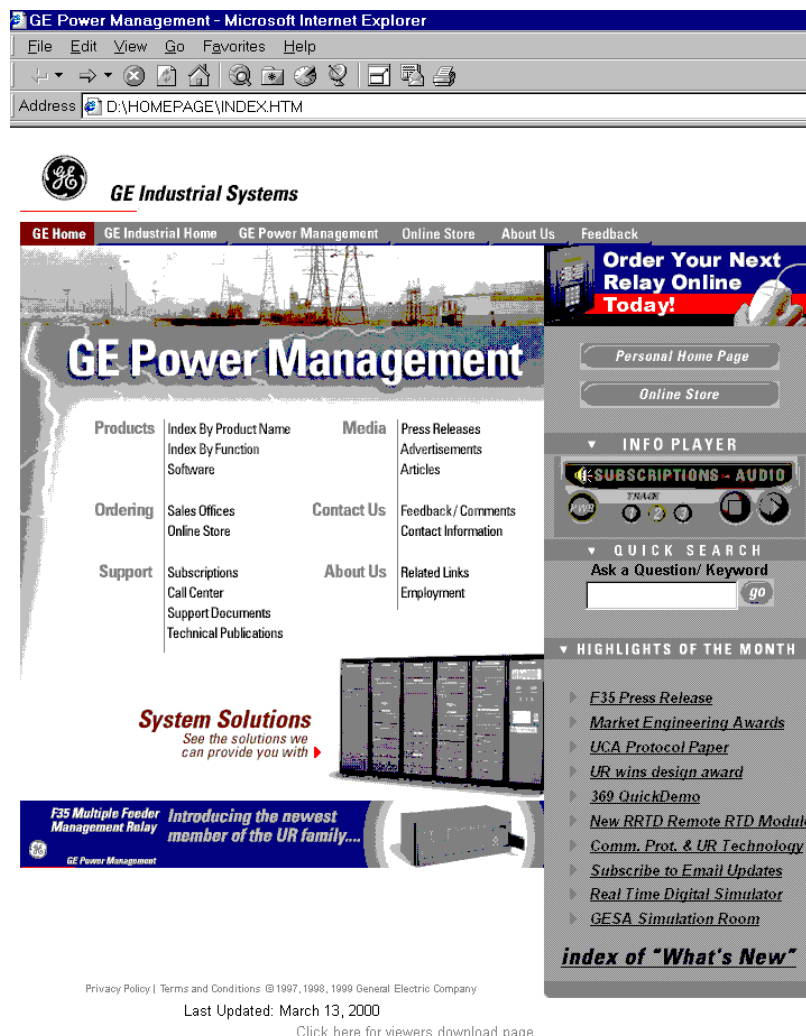 GE Power Management - Microsoft Internet Explorer
File Edit View Go Favorites Help
Address D:\HOMEPAGE\INDEX.HTM
GE Industrial Systems
GE Home GE Industrial Home GE Power Management Online Store About Us Feedback
Order Your Next
Relay Online
Today!
GE Power Management
Personal Home Page
Online Store
Products
Index By Product Name
Index By Function
Software
Media
Press Releases
Advertisements
Articles
Ordering
Sales Offices
Online Store
Contact Us
Feedback / Comments
Contact Information
Support
Subscriptions
Call Center
Support Documents
Technical Publications
About Us
Related Links
Employment
INFO PLAYER
SUBSCRIPTIONS - AUDIO
TRACK
PWR 1 2 3
QUICK SEARCH
Ask a Question/ Keyword
go
HIGHLIGHTS OF THE MONTH
F35 Press Release
Market Engineering Awards
UCA Protocol Paper
UR wins design award
369 QuickDemo
New RRTD Remote RTD Module
Comm. Prot. & UR Technology
Subscribe to Email Updates
Real Time Digital Simulator
GESA Simulation Room
index of "What's New"
System Solutions
See the solutions we
can provide you with
F35 Multiple Feeder
Management Relay
Introducing the newest
member of the UR family....
GE Power Management
Privacy Policy | Terms and Conditions © 1997, 1998, 1999 General Electric Company
Last Updated: March 13, 2000
Click here for viewers download page